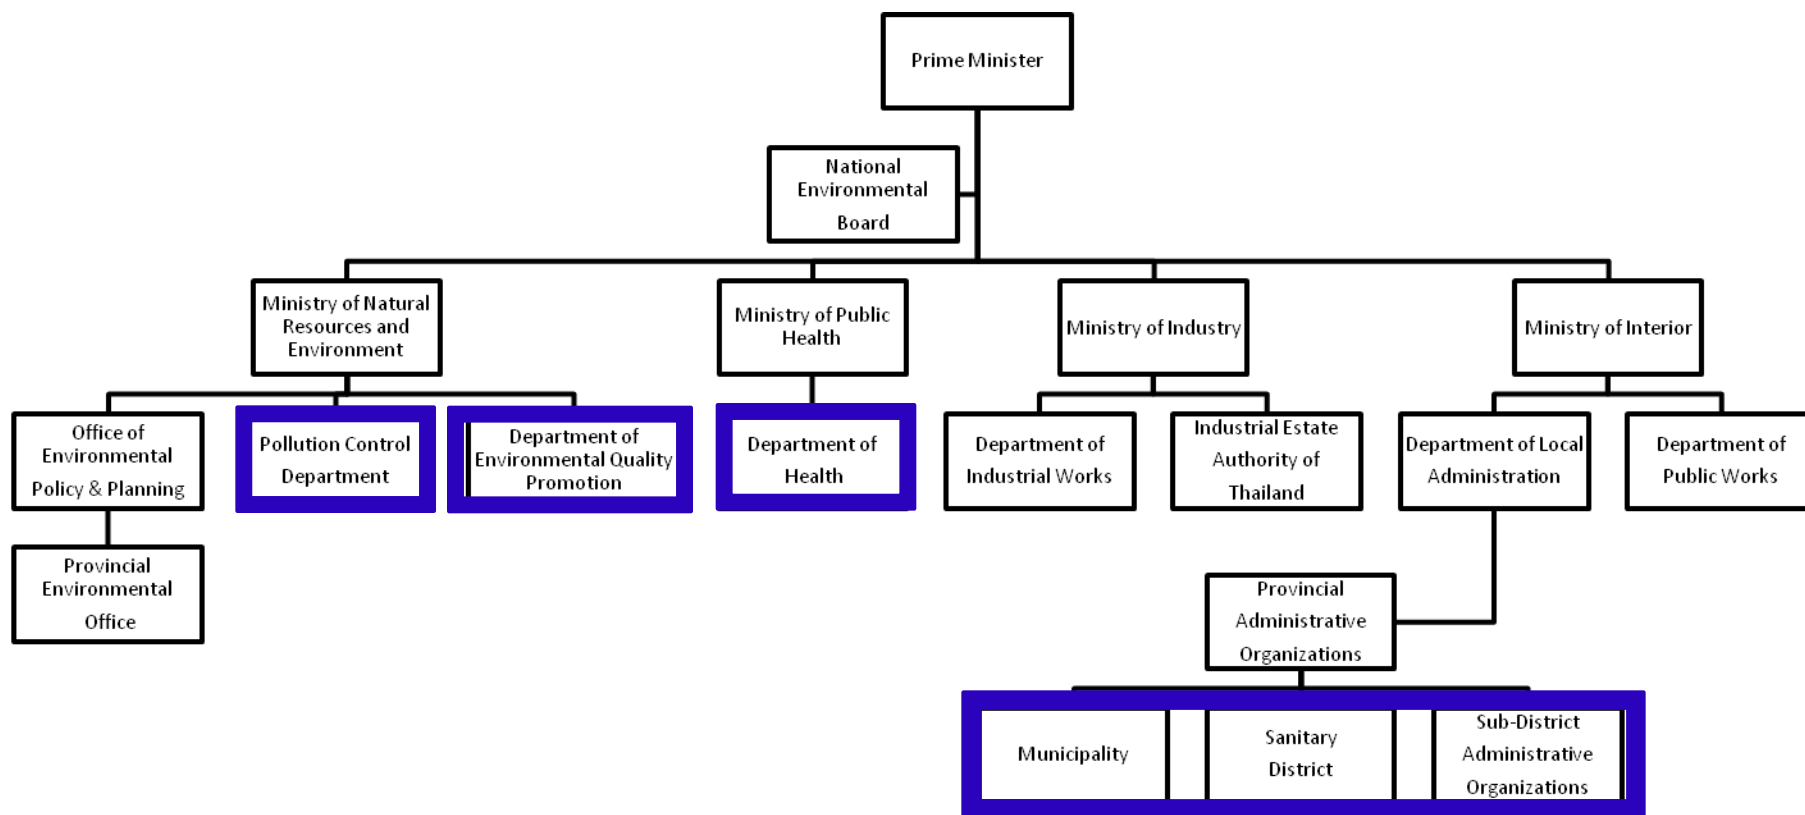 Prime Minister
National
Environmental
Board
Ministry of Natural
Resources and
Environment
Ministry of Public
Health
Ministry of Industry
Ministry of Interior
Office of
Environmental
Policy & Planning
Pollution Control
Department
Department of
Environmental Quality
Promotion
Department of
Health
Department of
Industrial Works
Industrial Estate
Authority of
Thailand
Department of Local
Administration
Department of
Public Works
Provincial
Environmental
Office
Provincial
Administrative
Organizations
Municipality
Sanitary
District
Sub-District
Administrative
Organizations